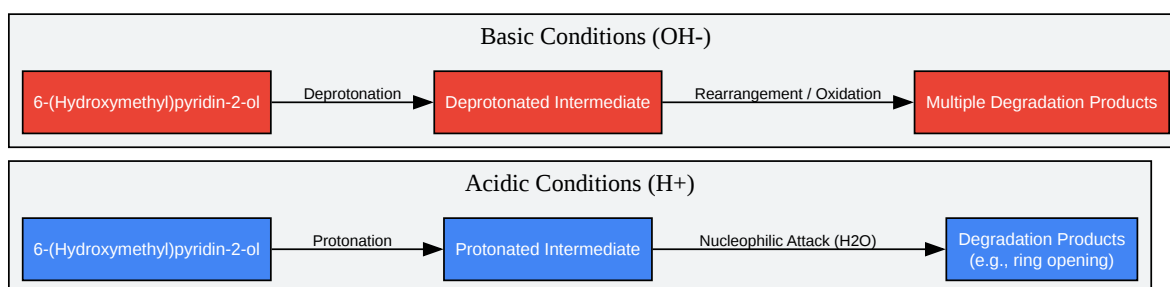 Basic Conditions (OH-)
6-(Hydroxymethyl)pyridin-2-ol
Deprotonation
Deprotonated Intermediate
Rearrangement / Oxidation
Multiple Degradation Products
Acidic Conditions (H+)
6-(Hydroxymethyl)pyridin-2-ol
Protonation
Protonated Intermediate
Nucleophilic Attack (H2O)
Degradation Products
(e.g., ring opening)